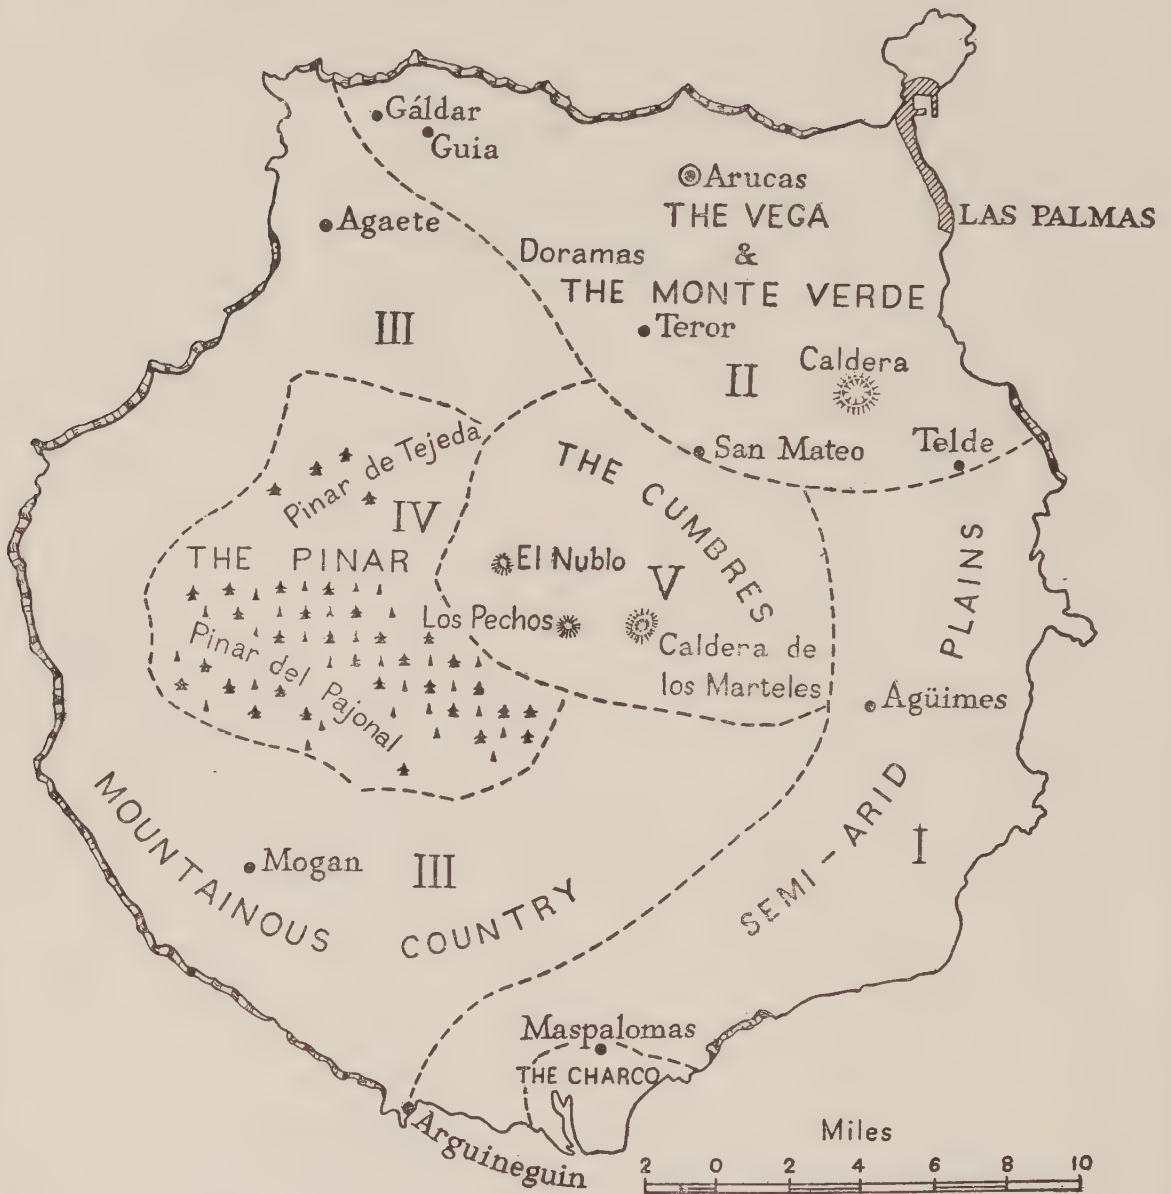 Gáldar
Guia
Arucas
THE VEGA
LAS PALMAS
Agaete
Doramas
&
THE MONTE VERDE
Teror
III
II
Caldera
San Mateo
Telde
Pinar de Tejeda
IV
THE CUMBRES
THE PINAR
El Nublo
V
Los Pechos
Caldera de
los Marteles
Pinar del Pajonal
Agüimes
SEMI-ARID PLAINS
I
Mogan
III
MOUNTAINOUS COUNTRY
Maspalomas
THE CHARCO
Arguineguin
Miles
2 0 2 4 6 8 10